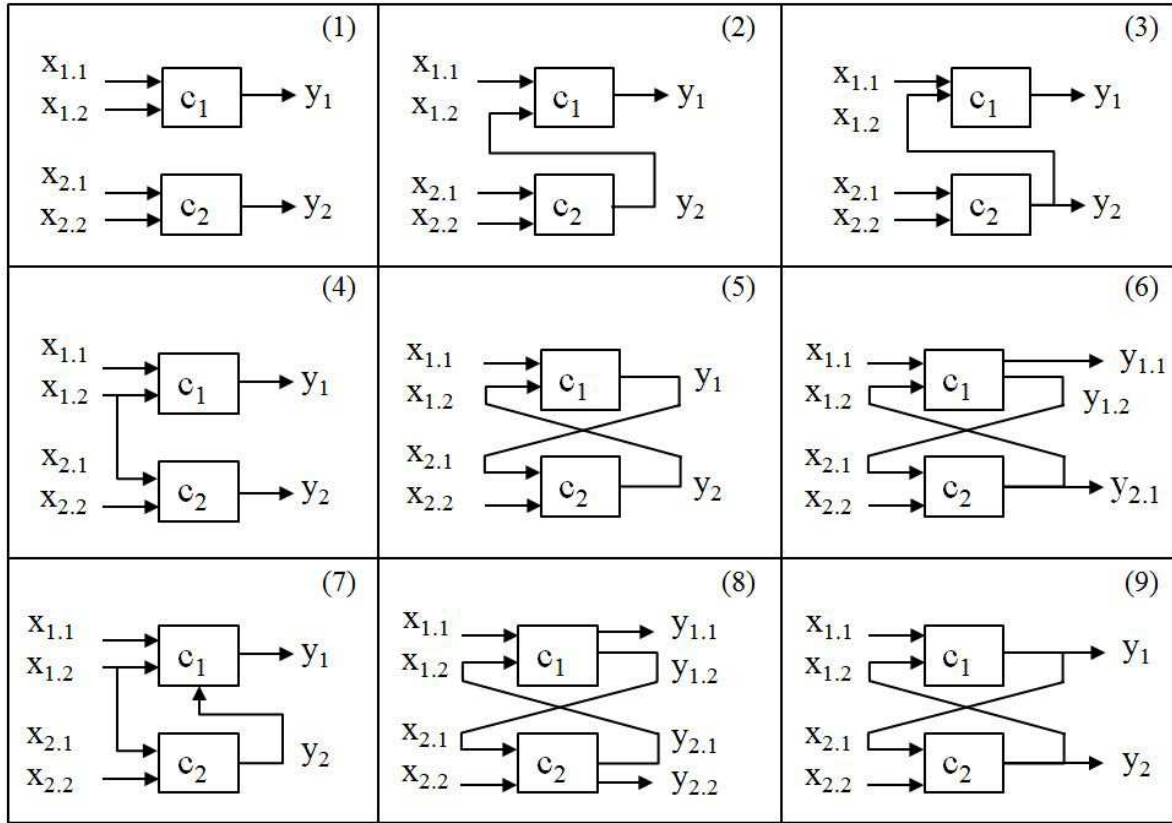 (1)
x1.1
x1.2
c1
y1
x2.1
x2.2
c2
y2
(2)
x1.1
x1.2
c1
y1
x2.1
x2.2
c2
y2
(3)
x1.1
x1.2
c1
y1
x2.1
x2.2
c2
y2
(4)
x1.1
x1.2
c1
y1
x2.1
x2.2
c2
y2
(5)
x1.1
x1.2
c1
y1
x2.1
x2.2
c2
y2
(6)
x1.1
x1.2
c1
y1.1
y1.2
x2.1
x2.2
c2
y2.1
(7)
x1.1
x1.2
c1
y1
x2.1
x2.2
c2
y2
(8)
x1.1
x1.2
c1
y1.1
y1.2
x2.1
x2.2
c2
y2.1
y2.2
(9)
x1.1
x1.2
c1
y1
x2.1
x2.2
c2
y2